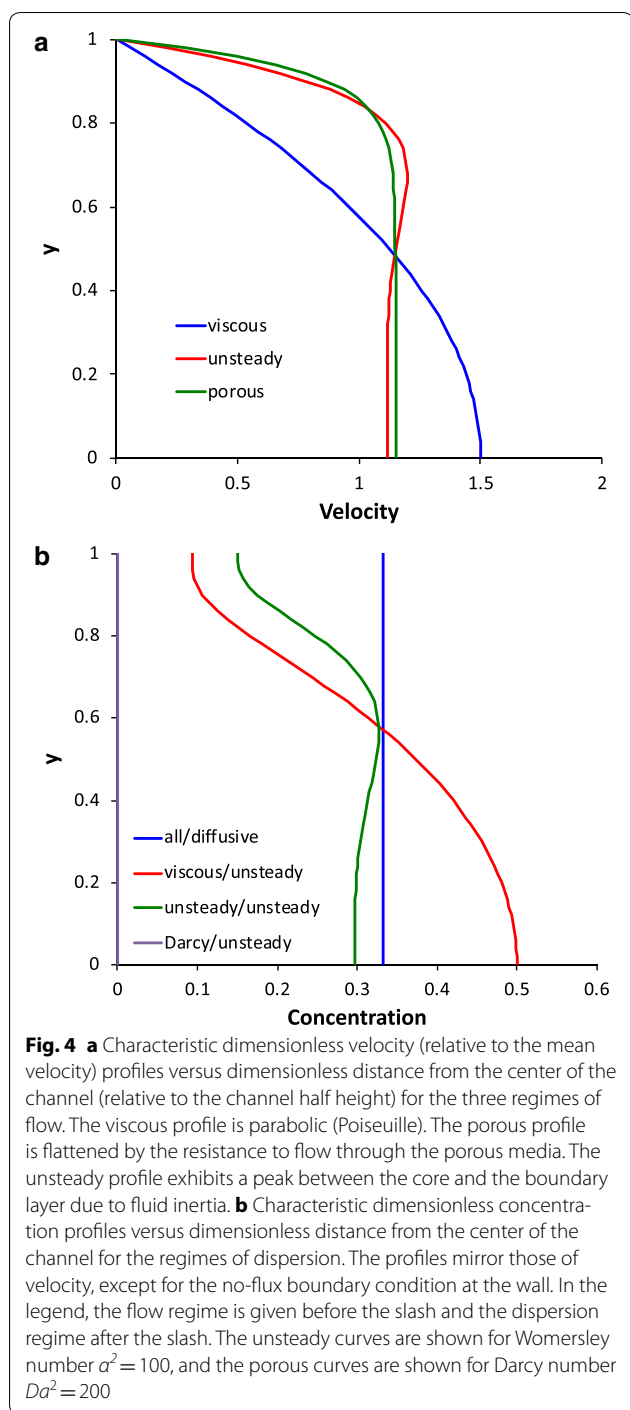 a
1
0.8
0.6
0.4
0.2
0
y
viscous
unsteady
porous
0 0.5 1 1.5 2
Velocity
b
1
0.8
0.6
0.4
0.2
0
y
all/diffusive
viscous/unsteady
unsteady/unsteady
Darcy/unsteady
0 0.1 0.2 0.3 0.4 0.5 0.6
Concentration
Fig. 4 a Characteristic dimensionless velocity (relative to the mean
velocity) profiles versus dimensionless distance from the center of the
channel (relative to the channel half height) for the three regimes of
flow. The viscous profile is parabolic (Poiseuille). The porous profile
is flattened by the resistance to flow through the porous media. The
unsteady profile exhibits a peak between the core and the boundary
layer due to fluid inertia. b Characteristic dimensionless concentra-
tion profiles versus dimensionless distance from the center of the
channel for the regimes of dispersion. The profiles mirror those of
velocity, except for the no-flux boundary condition at the wall. In the
legend, the flow regime is given before the slash and the dispersion
regime after the slash. The unsteady curves are shown for Womersley
number α² = 100, and the porous curves are shown for Darcy number
Da² = 200